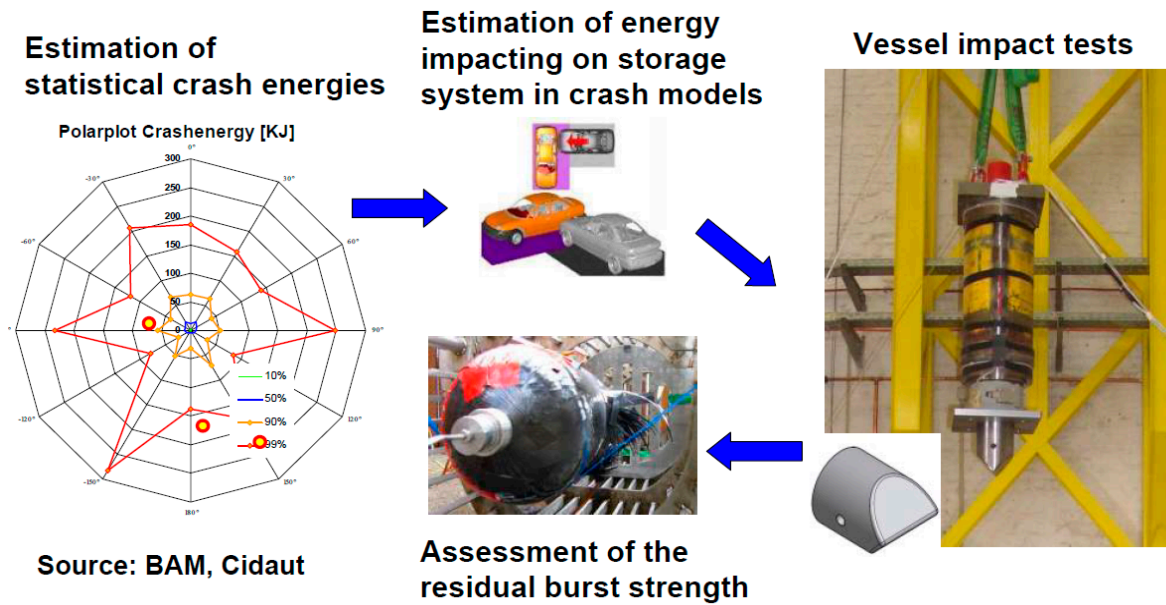 Estimation of
statistical crash energies
Estimation of energy
impacting on storage
system in crash models
Vessel impact tests
Polarplot Crashenergy [KJ]
0°
30°
60°
90°
120°
150°
180°
-150°
-120°
°
-60°
-30°
300
250
200
150
100
50
0
10%
50%
90%
99%
Source: BAM, Cidaut
Assessment of the
residual burst strength